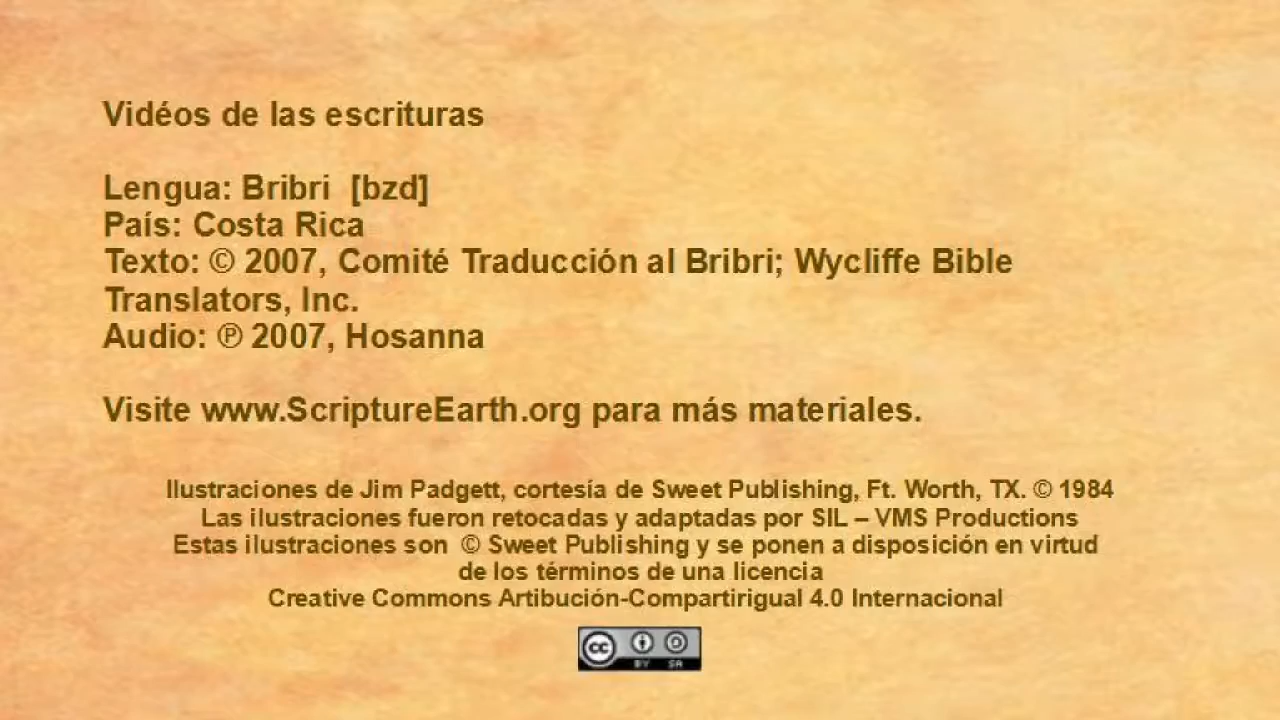 Vidéos de las escrituras
Lengua: Bribri [bzd]
País: Costa Rica
Texto: © 2007, Comité Traducción al Bribri; Wycliffe Bible
Translators, Inc.
Audio: ℗ 2007, Hosanna
Visite www.ScriptureEarth.org para más materiales.
Ilustraciones de Jim Padgett, cortesía de Sweet Publishing, Ft. Worth, TX. © 1984
Las ilustraciones fueron retocadas y adaptadas por SIL – VMS Productions
Estas ilustraciones son © Sweet Publishing y se ponen a disposición en virtud
de los términos de una licencia
Creative Commons Artibución-Compartirigual 4.0 Internacional
cc BY SA